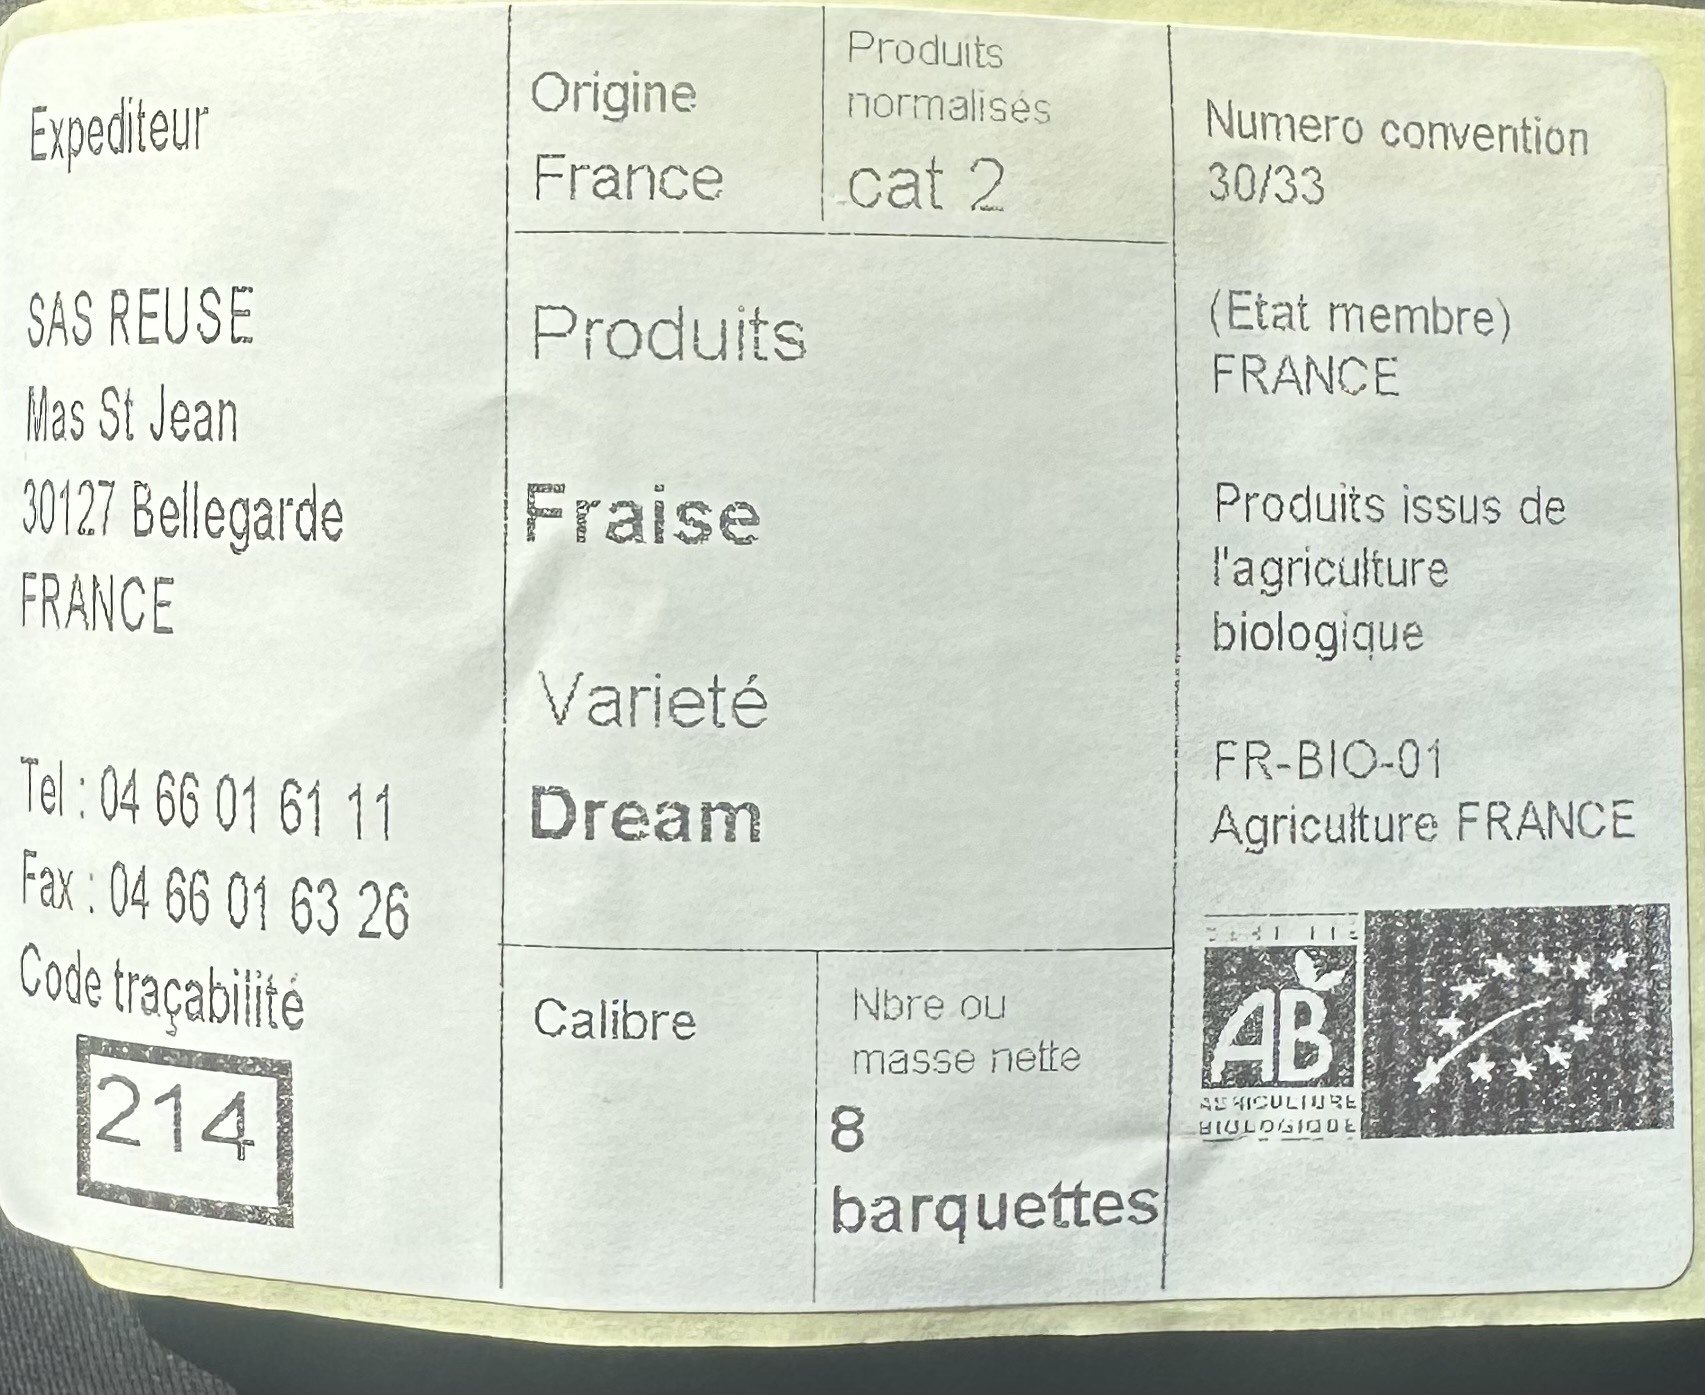 Expediteur
SAS REUSE
Mas St Jean
30127 Bellegarde
FRANCE
Tel : 04 66 01 61 11
Fax : 04 66 01 63 26
Code traçabilité
214
Origine
France
Produits
normalisés
cat 2
Produits
Fraise
Varieté
Dream
Calibre
Nbre ou
masse nette
8
barquettes
Numero convention
30/33
(Etat membre)
FRANCE
Produits issus de
l'agriculture
biologique
FR-BIO-01
Agriculture FRANCE
AB
AGRICULTURE
BIOLOGIQUE